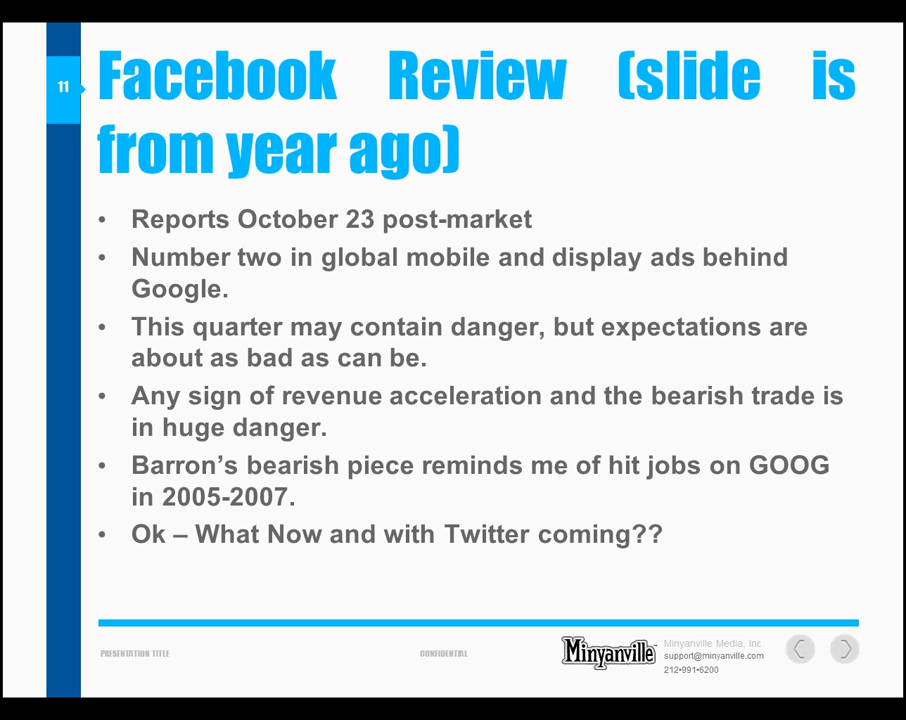 11
Facebook Review (slide is
from year ago)
• Reports October 23 post-market
• Number two in global mobile and display ads behind
Google.
• This quarter may contain danger, but expectations are
about as bad as can be.
• Any sign of revenue acceleration and the bearish trade is
in huge danger.
• Barron’s bearish piece reminds me of hit jobs on GOOG
in 2005-2007.
• Ok – What Now and with Twitter coming??
PRESENTATION TITLE
CONFIDENTIAL
Minyanville
Minyanville Media, Inc.
support@minyanville.com
212•991•6200